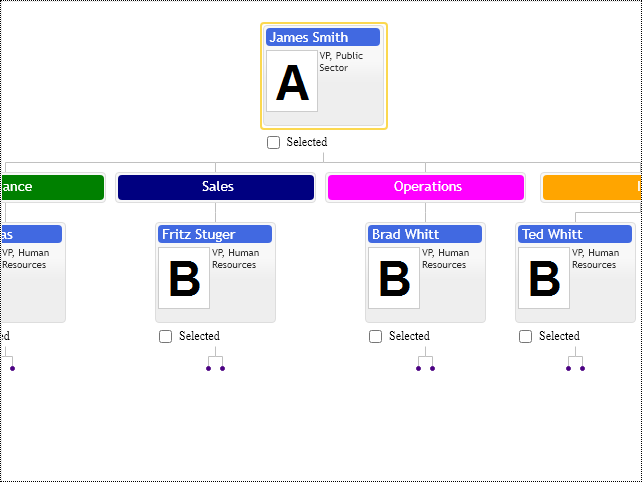 James Smith
VP, Public
Sector
A
Selected
ance
Sales
Operations
as
VP, Human
Resources
Fritz Stuger
VP, Human
Resources
B
Brad Whitt
VP, Human
Resources
B
Ted Whitt
VP, Human
Resources
B
ed
Selected
Selected
Selected